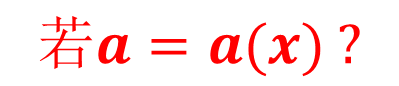 若a = a(x)？